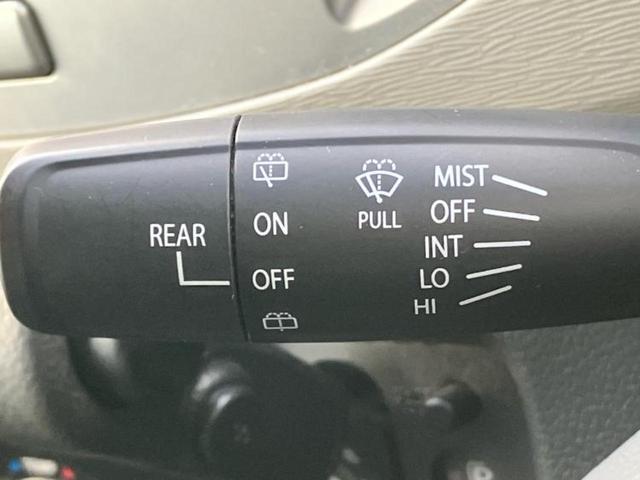 REAR
ON
OFF
PULL
MIST
OFF
INT
LO
HI